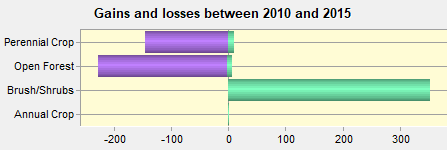 Gains and losses between 2010 and 2015
Perennial Crop
Open Forest
Brush/Shrubs
Annual Crop
-200 -100 0 100 200 300